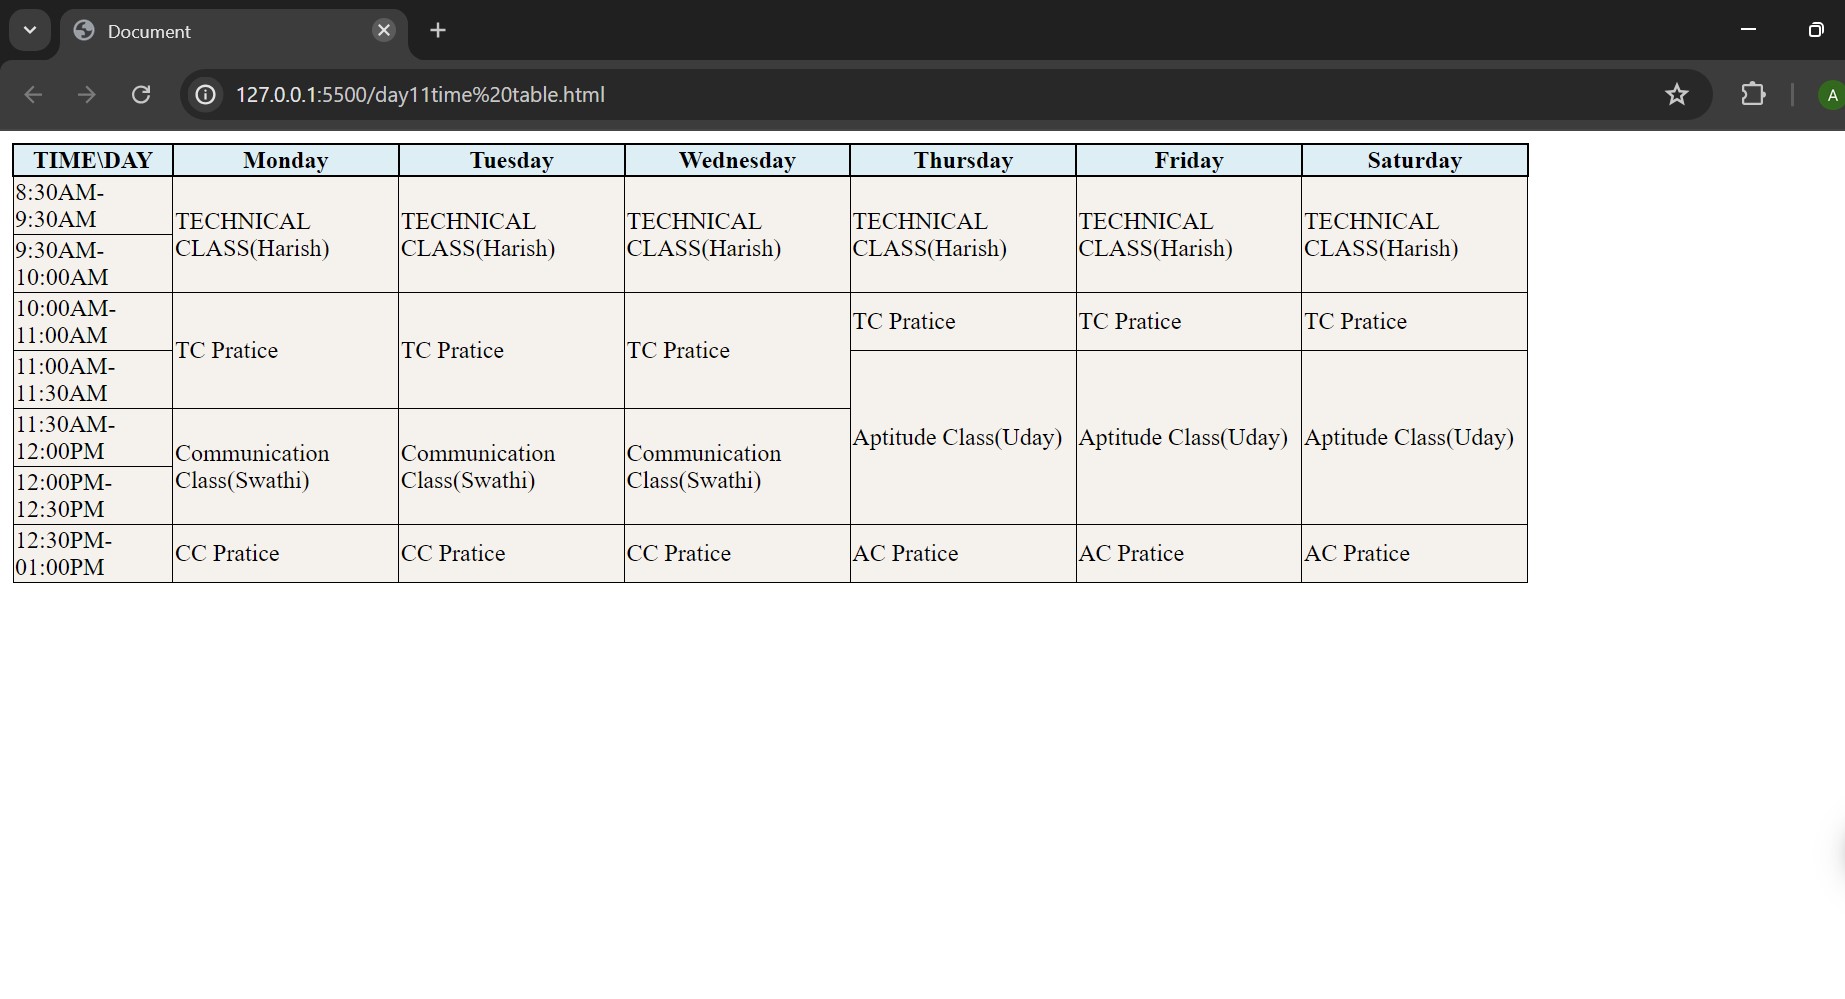 Document
127.0.0.1:5500/day11time%20table.html
A
TIME\DAY Monday Tuesday Wednesday Thursday Friday Saturday
8:30AM-
9:30AM
TECHNICAL
CLASS(Harish)
TECHNICAL
CLASS(Harish)
TECHNICAL
CLASS(Harish)
TECHNICAL
CLASS(Harish)
TECHNICAL
CLASS(Harish)
TECHNICAL
CLASS(Harish)
9:30AM-
10:00AM
10:00AM-
11:00AM
TC Pratice
TC Pratice
TC Pratice
TC Pratice
TC Pratice
TC Pratice
11:00AM-
11:30AM
Aptitude Class(Uday)
Aptitude Class(Uday)
Aptitude Class(Uday)
11:30AM-
12:00PM
Communication
Class(Swathi)
Communication
Class(Swathi)
Communication
Class(Swathi)
12:00PM-
12:30PM
12:30PM-
01:00PM
CC Pratice
CC Pratice
CC Pratice
AC Pratice
AC Pratice
AC Pratice